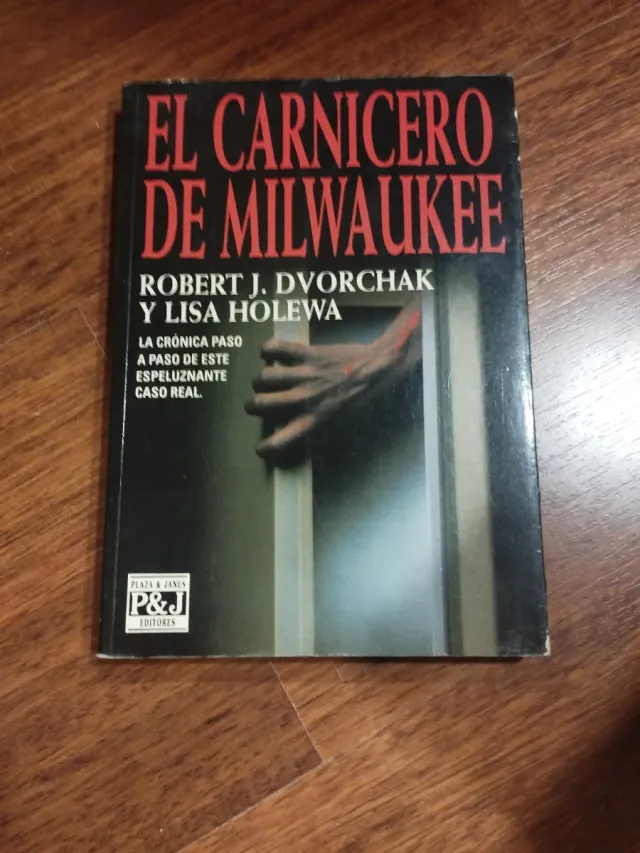 EL CARNICERO
DE MILWAUKEE
ROBERT J. DVORCHAK
Y LISA HOLEWA
LA CRÓNICA PASO
A PASO DE ESTE
ESPELUZNANTE
CASO REAL.
PLAZA & JANES
P&J
EDITORES